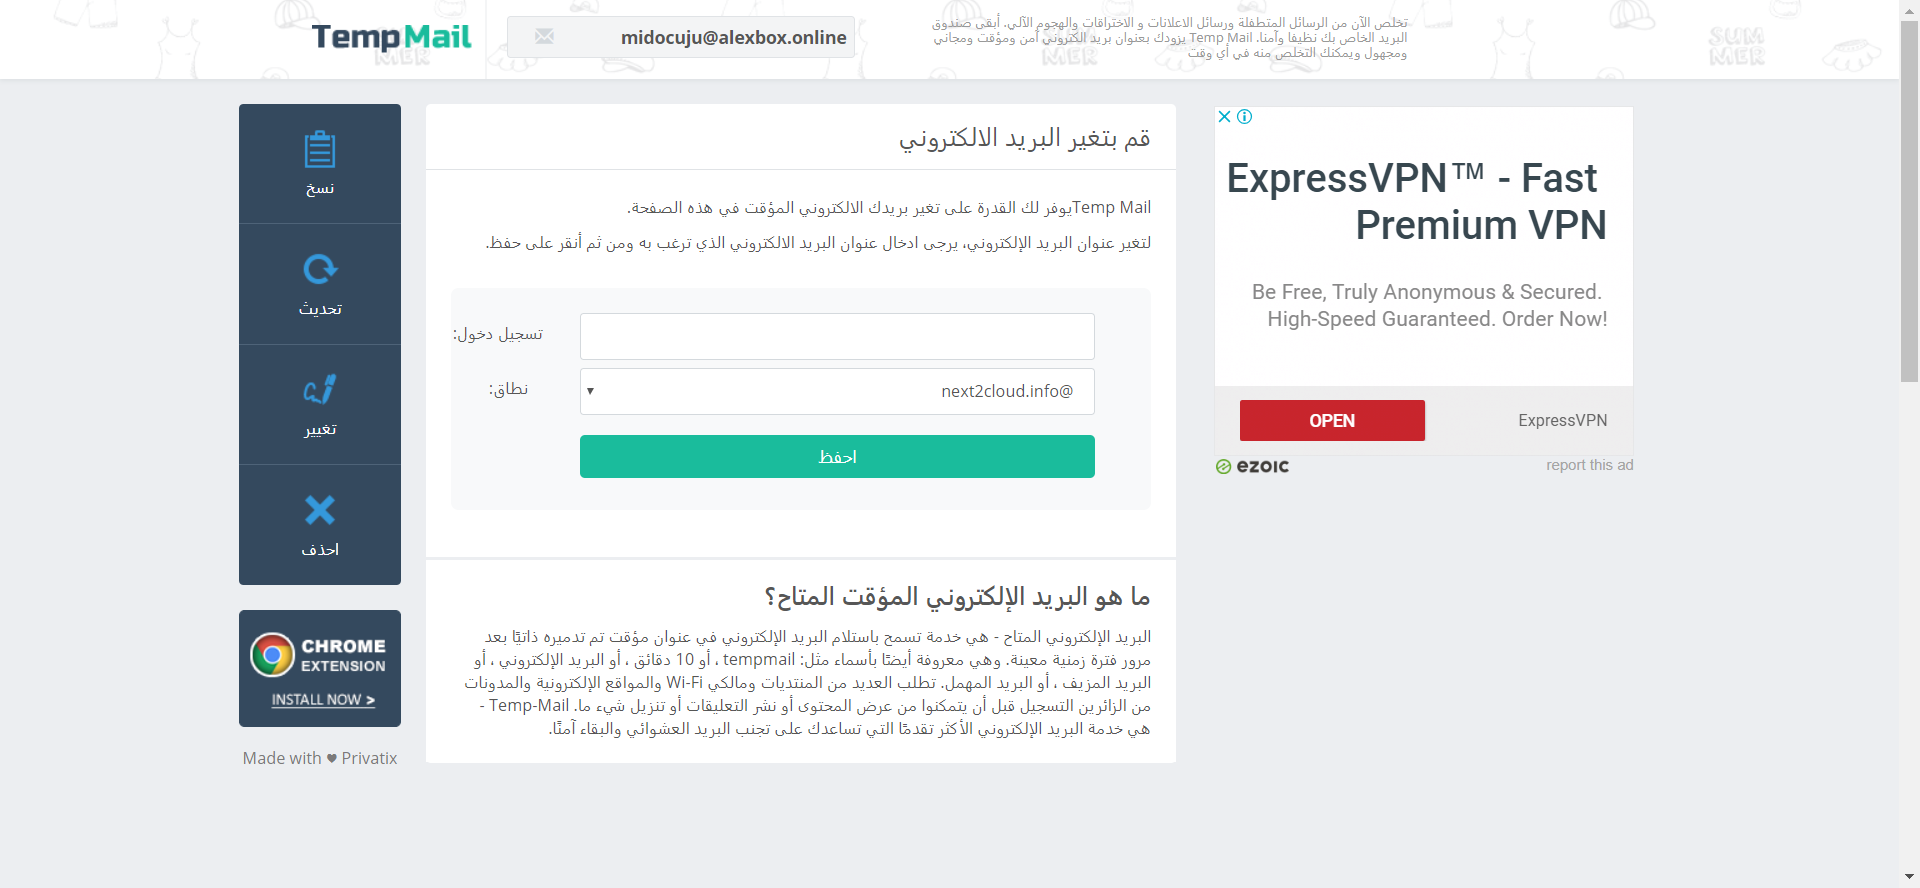 TempMail
midocuju@alexbox.online
تخلص الآن من الرسائل المتطفلة ورسائل الاعلانات و الاختراقات والهجوم الآلي. أبقى صندوق
البريد الخاص بك نظيفا وآمنا. Temp Mail يزودك بعنوان بريد الكتروني أمن ومؤقت ومجاني
ومجهول ويمكنك التخلص منه في أي وقت
SUMMER
SUMMER
نسخ
تحديث
تغيير
احذف
CHROME
EXTENSION
INSTALL NOW >
Made with ♥ Privatix
قم بتغير البريد الالكتروني
Temp Mailيوفر لك القدرة على تغير بريدك الالكتروني المؤقت في هذه الصفحة.
لتغير عنوان البريد الإلكتروني، يرجى ادخال عنوان البريد الالكتروني الذي ترغب به ومن ثم أنقر على حفظ.
تسجيل دخول:
نطاق:
next2cloud.info@
احفظ
ما هو البريد الإلكتروني المؤقت المتاح؟
البريد الإلكتروني المتاح - هي خدمة تسمح باستلام البريد الإلكتروني في عنوان مؤقت تم تدميره ذاتيًا بعد
مرور فترة زمنية معينة. وهي معروفة أيضًا بأسماء مثل: tempmail ، أو 10 دقائق ، أو البريد الإلكتروني ، أو
البريد المزيف ، أو البريد المهمل. تطلب العديد من المنتديات ومالكي Wi-Fi والمواقع الإلكترونية والمدونات
من الزائرين التسجيل قبل أن يتمكنوا من عرض المحتوى أو نشر التعليقات أو تنزيل شيء ما. Temp-Mail -
هي خدمة البريد الإلكتروني الأكثر تقدمًا التي تساعدك على تجنب البريد العشوائي والبقاء آمنًا.
ExpressVPN™ - Fast
Premium VPN
Be Free, Truly Anonymous & Secured.
High-Speed Guaranteed. Order Now!
OPEN
ExpressVPN
ezoic
report this ad